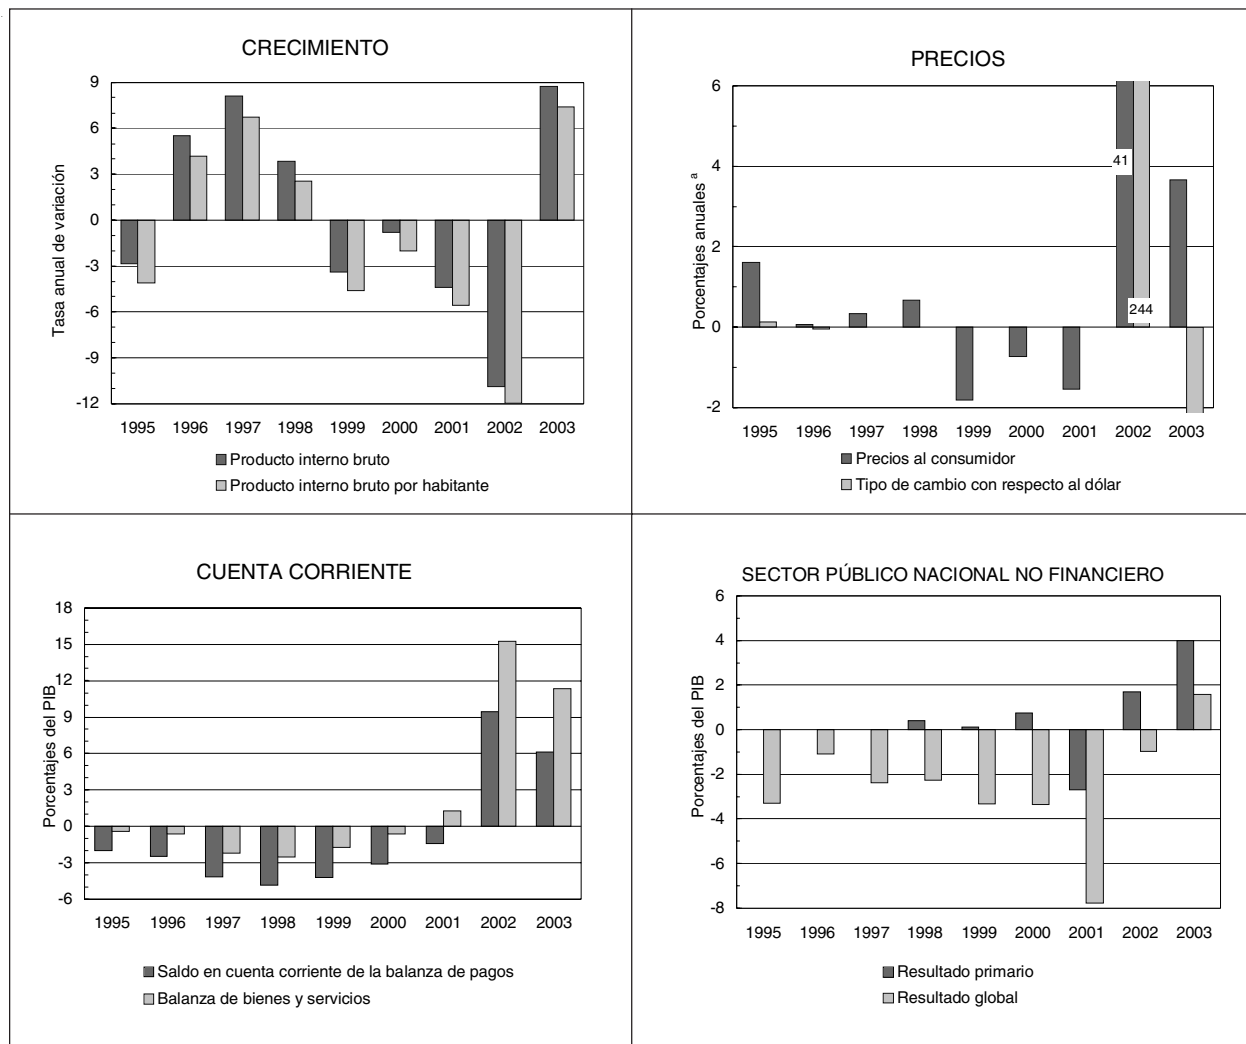 CRECIMIENTO
Tasa anual de variación
9
6
3
0
-3
-6
-9
-12
1995 1996 1997 1998 1999 2000 2001 2002 2003
Producto interno bruto
Producto interno bruto por habitante
PRECIOS
Porcentajes anuales a
6
4
2
0
-2
41
244
1995 1996 1997 1998 1999 2000 2001 2002 2003
Precios al consumidor
Tipo de cambio con respecto al dólar
CUENTA CORRIENTE
Porcentajes del PIB
18
15
12
9
6
3
0
-3
-6
1995 1996 1997 1998 1999 2000 2001 2002 2003
Saldo en cuenta corriente de la balanza de pagos
Balanza de bienes y servicios
SECTOR PÚBLICO NACIONAL NO FINANCIERO
Porcentajes del PIB
6
4
2
0
-2
-4
-6
-8
1995 1996 1997 1998 1999 2000 2001 2002 2003
Resultado primario
Resultado global